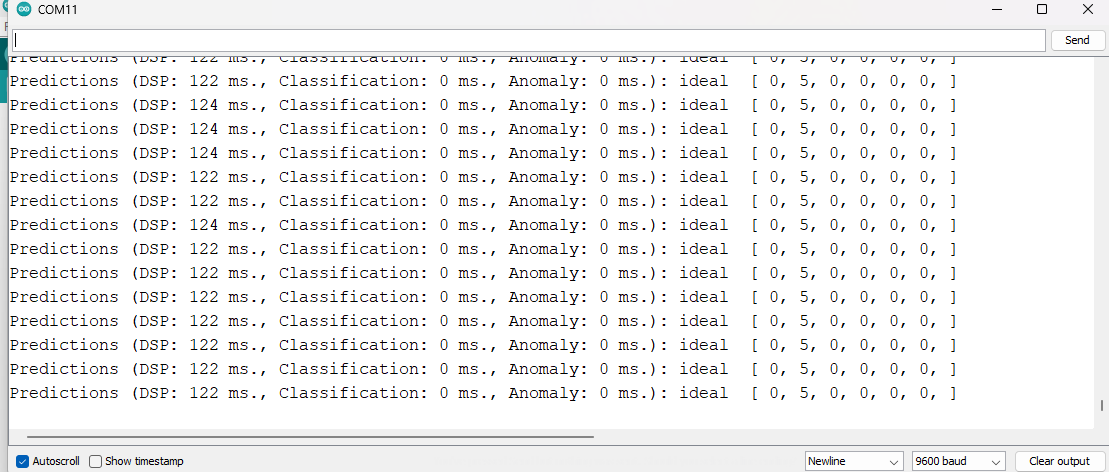 COM11
Send
Predictions (DSP: 122 ms., Classification: 0 ms., Anomaly: 0 ms.): ideal [ 0, 5, 0, 0, 0, 0, ]
Predictions (DSP: 122 ms., Classification: 0 ms., Anomaly: 0 ms.): ideal [ 0, 5, 0, 0, 0, 0, ]
Predictions (DSP: 124 ms., Classification: 0 ms., Anomaly: 0 ms.): ideal [ 0, 5, 0, 0, 0, 0, ]
Predictions (DSP: 124 ms., Classification: 0 ms., Anomaly: 0 ms.): ideal [ 0, 5, 0, 0, 0, 0, ]
Predictions (DSP: 124 ms., Classification: 0 ms., Anomaly: 0 ms.): ideal [ 0, 5, 0, 0, 0, 0, ]
Predictions (DSP: 122 ms., Classification: 0 ms., Anomaly: 0 ms.): ideal [ 0, 5, 0, 0, 0, 0, ]
Predictions (DSP: 122 ms., Classification: 0 ms., Anomaly: 0 ms.): ideal [ 0, 5, 0, 0, 0, 0, ]
Predictions (DSP: 124 ms., Classification: 0 ms., Anomaly: 0 ms.): ideal [ 0, 5, 0, 0, 0, 0, ]
Predictions (DSP: 122 ms., Classification: 0 ms., Anomaly: 0 ms.): ideal [ 0, 5, 0, 0, 0, 0, ]
Predictions (DSP: 122 ms., Classification: 0 ms., Anomaly: 0 ms.): ideal [ 0, 5, 0, 0, 0, 0, ]
Predictions (DSP: 122 ms., Classification: 0 ms., Anomaly: 0 ms.): ideal [ 0, 5, 0, 0, 0, 0, ]
Predictions (DSP: 122 ms., Classification: 0 ms., Anomaly: 0 ms.): ideal [ 0, 5, 0, 0, 0, 0, ]
Predictions (DSP: 122 ms., Classification: 0 ms., Anomaly: 0 ms.): ideal [ 0, 5, 0, 0, 0, 0, ]
Predictions (DSP: 122 ms., Classification: 0 ms., Anomaly: 0 ms.): ideal [ 0, 5, 0, 0, 0, 0, ]
Predictions (DSP: 122 ms., Classification: 0 ms., Anomaly: 0 ms.): ideal [ 0, 5, 0, 0, 0, 0, ]
Autoscroll Show timestamp Newline 9600 baud Clear output